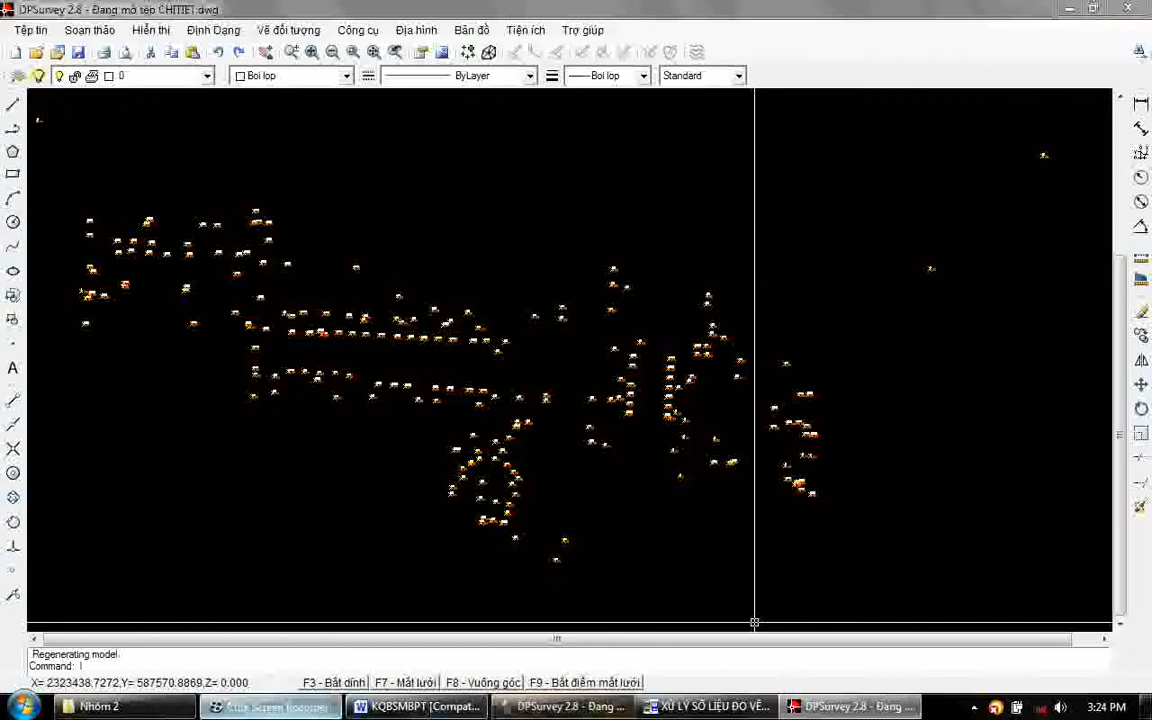 DPSurvey 2.8 - Đang mở tệp CHITIET.dwg
Tệp tin Soạn thảo Hiển thị Định Dạng Vẽ đối tượng Công cụ Địa hình Bản đồ Tiện ích Trợ giúp
0 Boi lop ByLayer Boi lop Standard
A
Regenerating model.
Command:
X= 2323438.7272,Y= 587570.8869,Z= 0.000 F3 - Bắt dính F7 - Mắt lưới F8 - Vuông góc F9 - Bắt điểm mắt lưới
Nhóm 2 KQBSMBPT [Compat... DPSurvey 2.8 - Đang ... XỬ LÝ SỐ LIỆU ĐO VẼ... DPSurvey 2.8 - Đang ... 3:24 PM